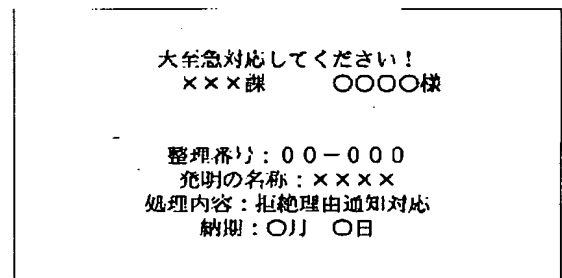 大至急対応してください！
×××課　　○○○○様
整理番号：００－０００
発明の名称：××××
処理内容：拒絶理由通知対応
納期：○月　○日